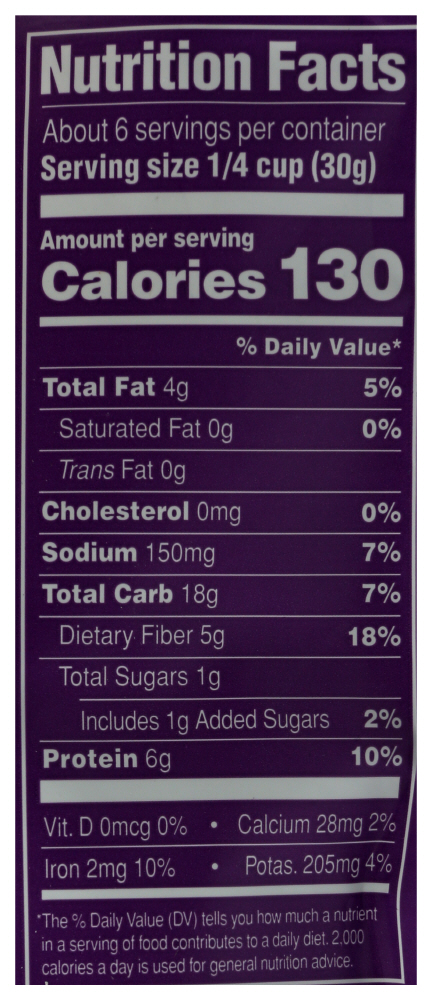 Nutrition Facts
About 6 servings per container
Serving size 1/4 cup (30g)
Amount per serving
Calories 130
% Daily Value*
Total Fat 4g 5%
Saturated Fat 0g 0%
Trans Fat 0g
Cholesterol 0mg 0%
Sodium 150mg 7%
Total Carb 18g 7%
Dietary Fiber 5g 18%
Total Sugars 1g
Includes 1g Added Sugars 2%
Protein 6g 10%
Vit. D 0mcg 0% • Calcium 28mg 2%
Iron 2mg 10% • Potas. 205mg 4%
*The % Daily Value (DV) tells you how much a nutrient
in a serving of food contributes to a daily diet. 2,000
calories a day is used for general nutrition advice.